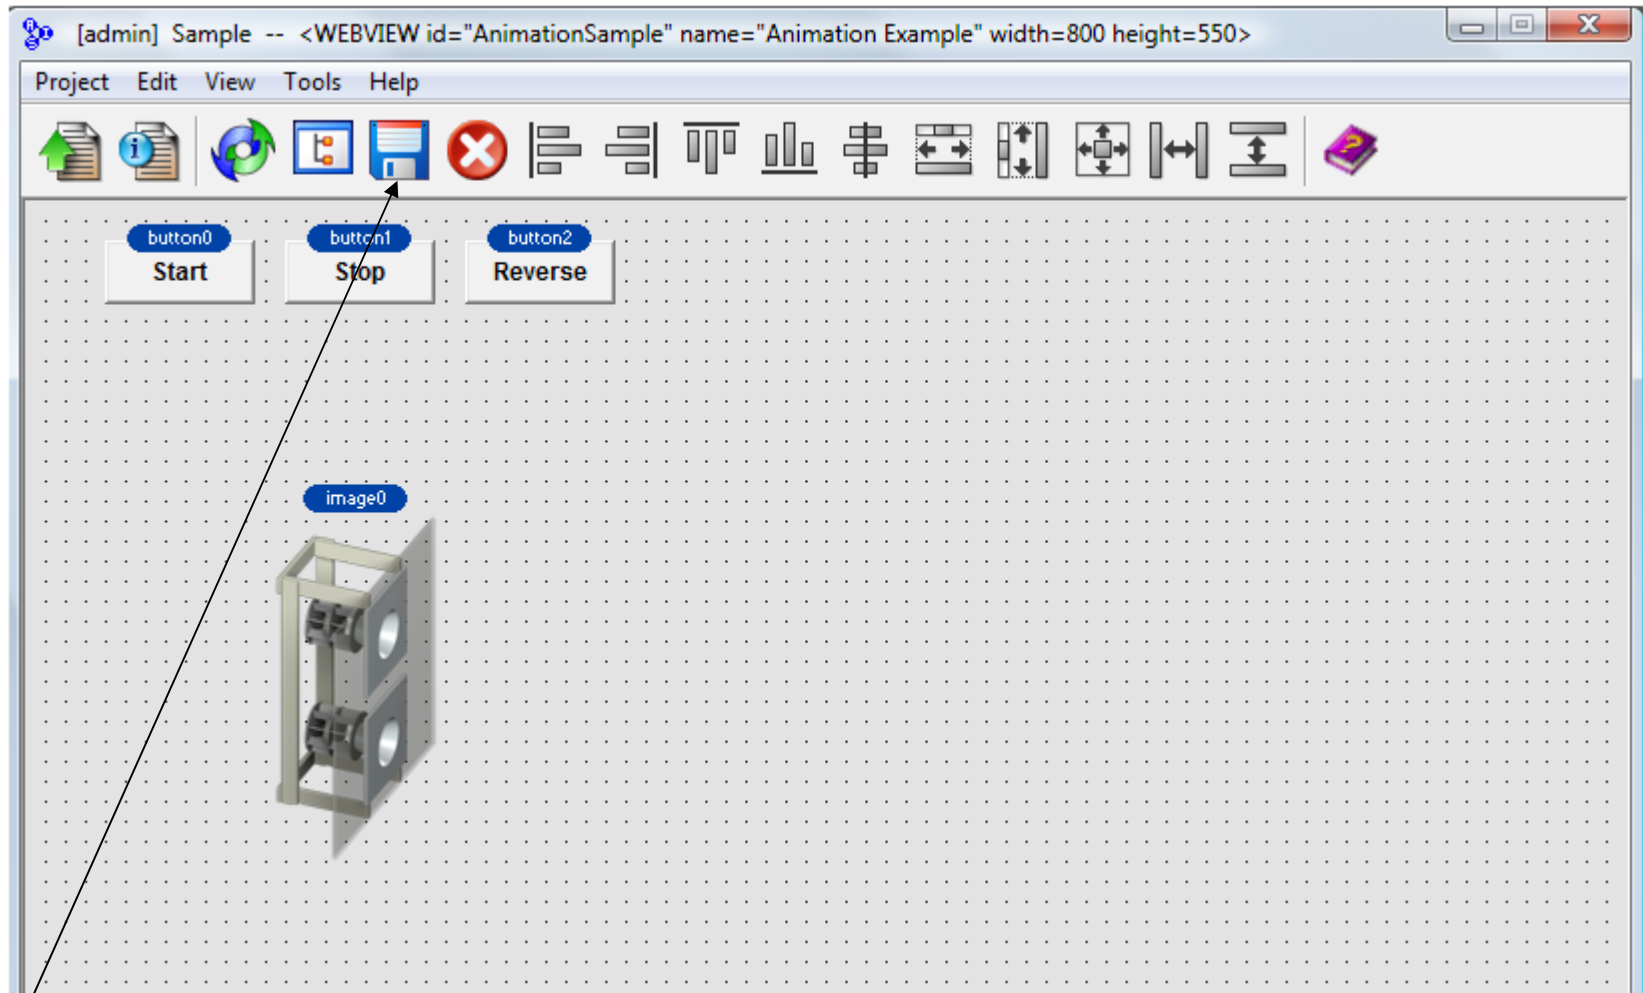 [admin] Sample -- <WEBVIEW id="AnimationSample" name="Animation Example" width=800 height=550>
Project Edit View Tools Help
button0 button1 button2
Start Stop Reverse
image0